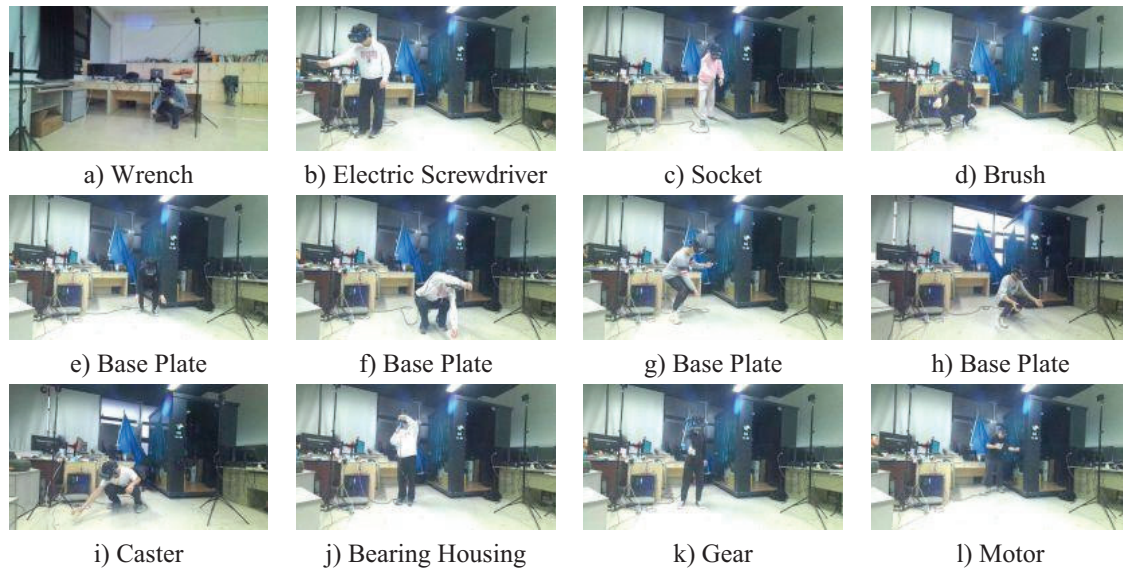 a) Wrench
b) Electric Screwdriver
c) Socket
d) Brush
e) Base Plate
f) Base Plate
g) Base Plate
h) Base Plate
i) Caster
j) Bearing Housing
k) Gear
l) Motor